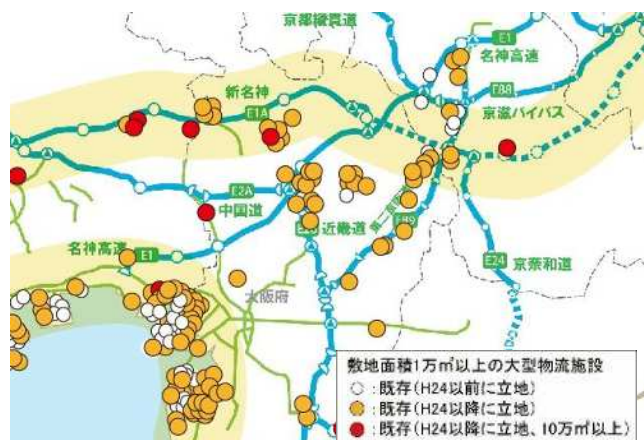 京都縦貫道
E1
名神高速
新名神
E1A
E88
京滋バイパス
E2A
中国道
近畿道
第二京阪
E89
名神高速
E1
E24
京奈和道
大阪府
敷地面積1万㎡以上の大型物流施設
:既存(H24以前に立地)
:既存(H24以降に立地)
:既存(H24以降に立地、10万㎡以上)